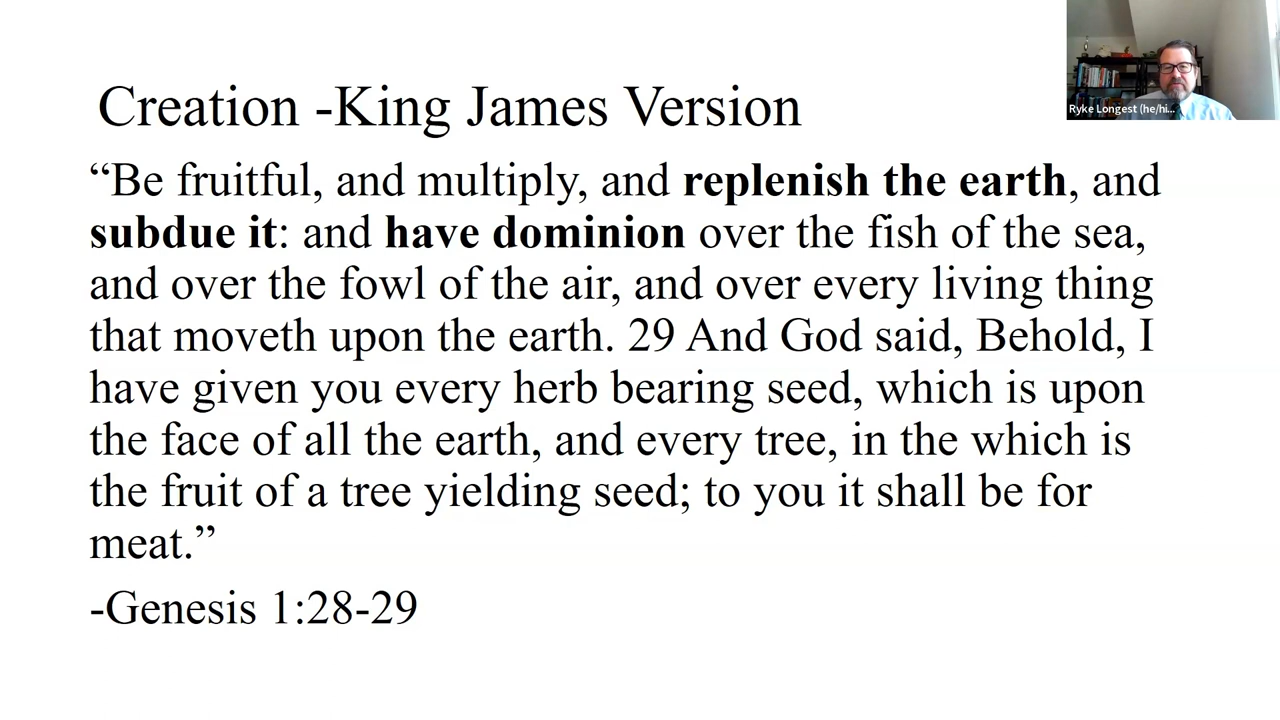 Creation -King James Version
“Be fruitful, and multiply, and replenish the earth, and
subdue it: and have dominion over the fish of the sea,
and over the fowl of the air, and over every living thing
that moveth upon the earth. 29 And God said, Behold, I
have given you every herb bearing seed, which is upon
the face of all the earth, and every tree, in the which is
the fruit of a tree yielding seed; to you it shall be for
meat.”
-Genesis 1:28-29
Ryke Longest (he/hi...